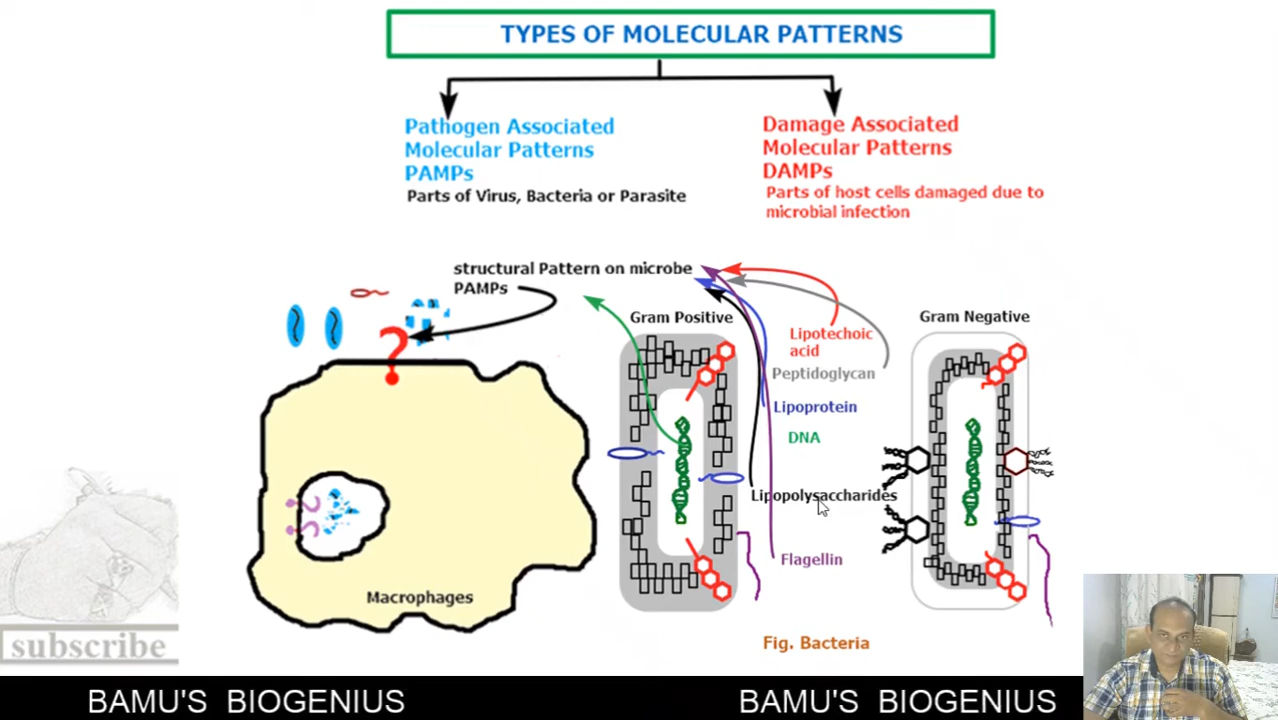 TYPES OF MOLECULAR PATTERNS
Pathogen Associated
Molecular Patterns
PAMPs
Parts of Virus, Bacteria or Parasite
Damage Associated
Molecular Patterns
DAMPs
Parts of host cells damaged due to
microbial infection
structural Pattern on microbe
PAMPs
?
Gram Positive
Gram Negative
Lipotechoic
acid
Peptidoglycan
Lipoprotein
DNA
Lipopolysaccharides
Flagellin
Macrophages
Fig. Bacteria
subscribe
BAMU'S BIOGENIUS
BAMU'S BIOGENIUS